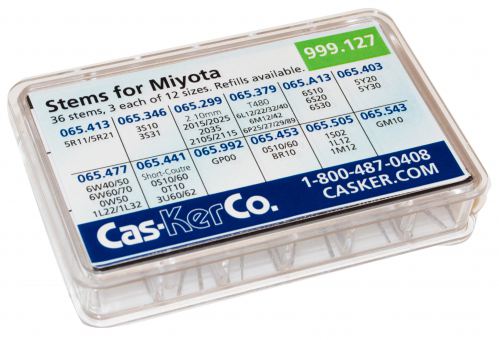 999.127
Stems for Miyota
36 stems, 3 each of 12 sizes. Refills available.
065.413 065.346 065.299 065.379 065.A13 065.403
5R11/5R21 3510 2.10mm T480 6S10 5Y20
3S31 2015/2025 6L12/22/32/40 6S20 5Y30
2035 6M12/42 6S30
2105/2115 6P25/27/29/89
065.477 065.441 065.992 065.453 065.505 065.543
6W40/50 Short-Coutre GP00 0S10/60 1502 GM10
6W60/70 0S10/60 BR10 1L12
0W50 0T10 1M12
1L22/1L32 3U60/62
Cas-KerCo.
1-800-487-0408
CASKER.COM